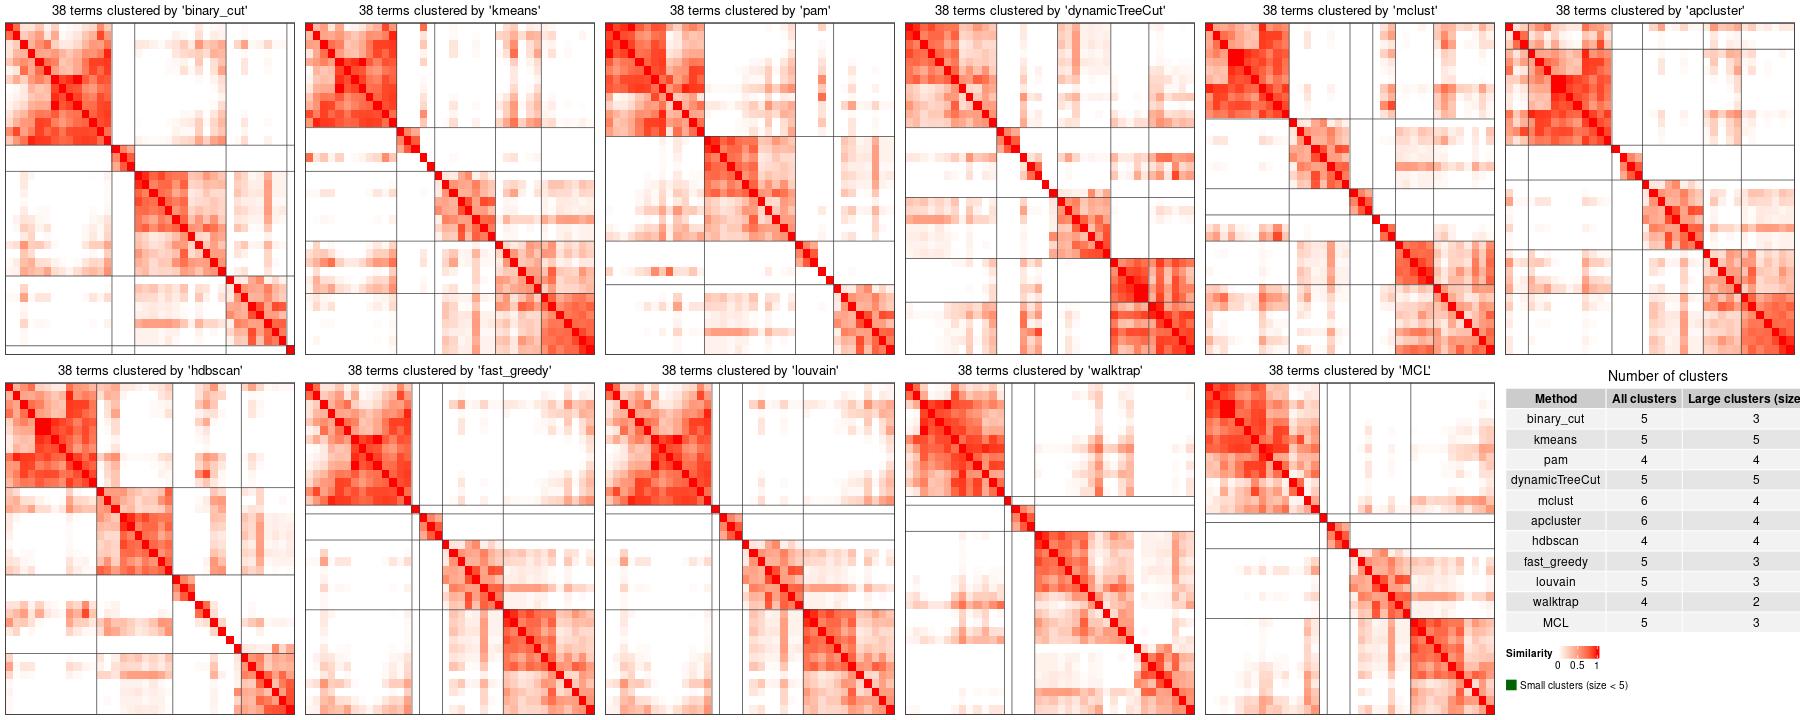 38 terms clustered by 'binary_cut'
38 terms clustered by 'kmeans'
38 terms clustered by 'pam'
38 terms clustered by 'dynamicTreeCut'
38 terms clustered by 'mclust'
38 terms clustered by 'apcluster'
38 terms clustered by 'hdbscan'
38 terms clustered by 'fast_greedy'
38 terms clustered by 'louvain'
38 terms clustered by 'walktrap'
38 terms clustered by 'MCL'
Number of clusters
Method All clusters Large clusters (size
binary_cut 5 3
kmeans 5 5
pam 4 4
dynamicTreeCut 5 5
mclust 6 4
apcluster 6 4
hdbscan 4 4
fast_greedy 5 3
louvain 5 3
walktrap 4 2
MCL 5 3
Similarity
0 0.5 1
Small clusters (size < 5)